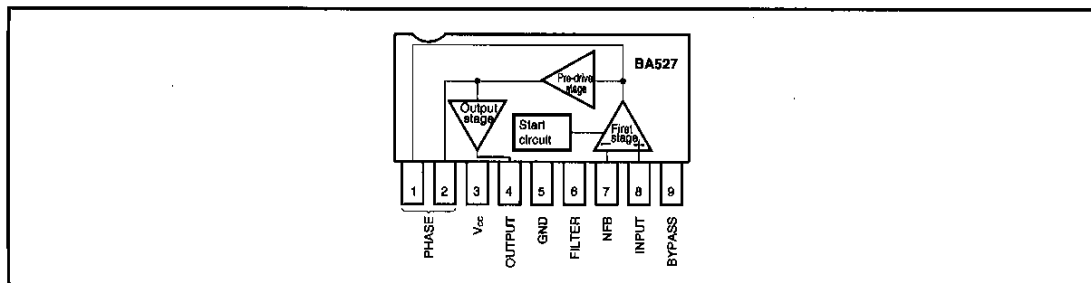 BA527
Pre-drive
stage
Output
stage
Start
circuit
First
stage
- +
1 2 3 4 5 6 7 8 9
PHASE
Vcc
OUTPUT
GND
FILTER
NFB
INPUT
BYPASS